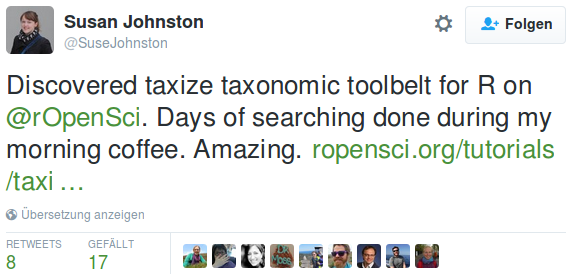 Susan Johnston
@SuseJohnston
Folgen
Discovered taxize taxonomic toolbelt for R on
@rOpenSci. Days of searching done during my
morning coffee. Amazing. ropensci.org/tutorials
/taxi …
Übersetzung anzeigen
RETWEETS GEFÄLLT
8 17